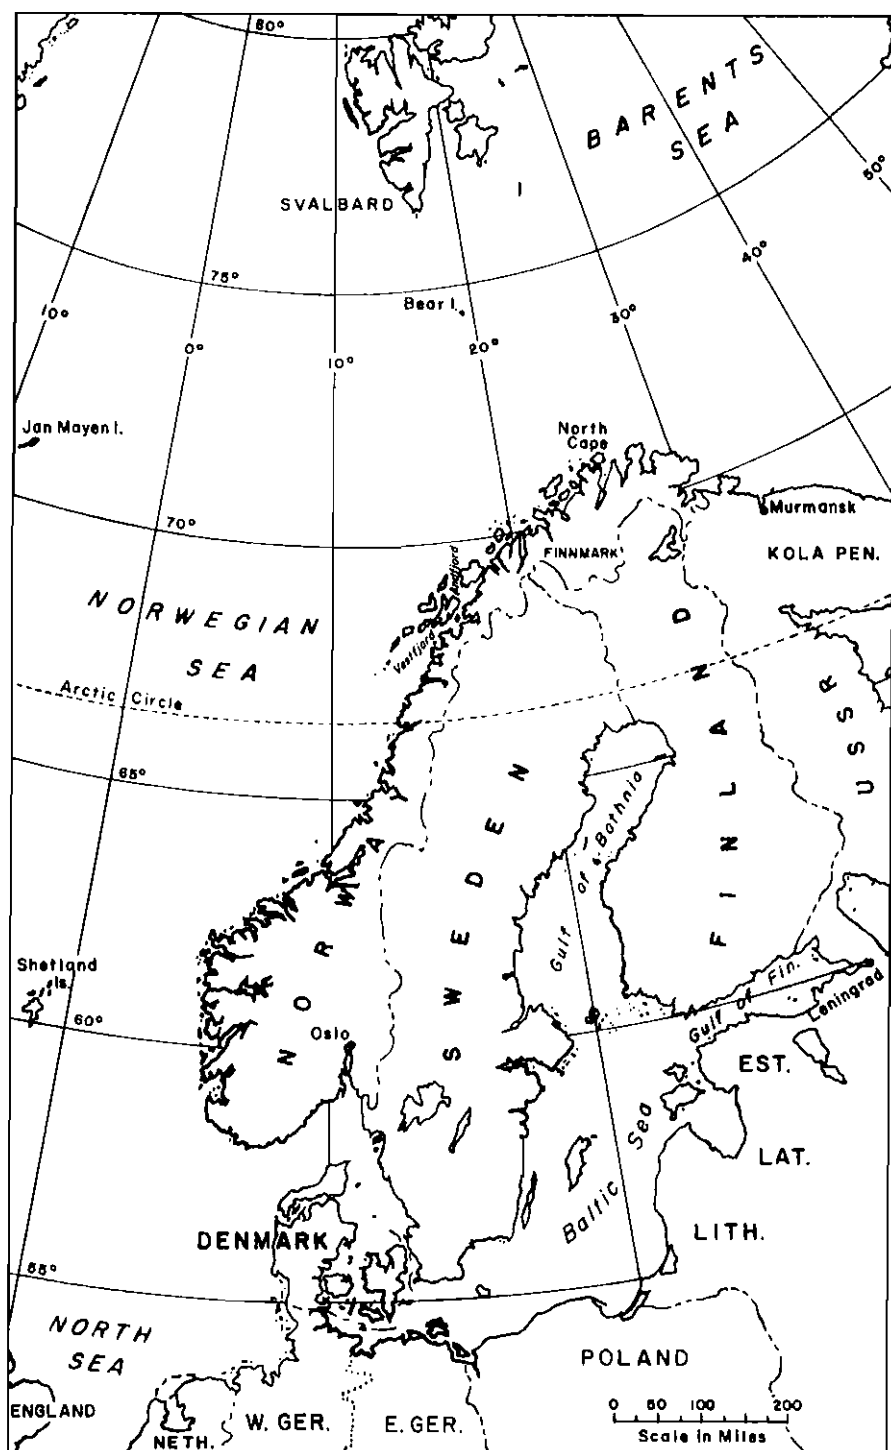 80°
BARENTS
SEA
50°
SVALBARD
40°
75°
Bear I.
30°
10°
0°
10°
20°
Jan Mayen I.
North
Cape
70°
Murmansk
FINNMARK
KOLA PEN.
Andfjord
NORWEGIAN
SEA
Vestfjord
Arctic Circle
USSR
65°
FINLAND
SWEDEN
NORWAY
Gulf of Bothnia
Shetland
Is.
60°
Oslo
Gulf of Fin.
Leningrad
EST.
Baltic Sea
LAT.
DENMARK
LITH.
55°
NORTH
SEA
POLAND
ENGLAND
NETH.
W. GER.
E. GER.
0 50 100 200
Scale in Miles